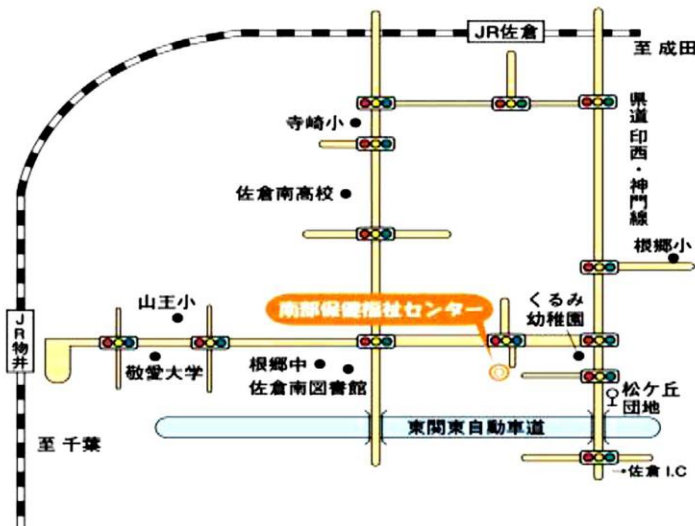 JR佐倉
至 成田
寺崎小
県道 印西・神門線
佐倉南高校
根郷小
南部保健福祉センター
くるみ
幼稚園
山王小
JR物井
敬愛大学
根郷中
佐倉南図書館
松ケ丘
団地
東関東自動車道
至 千葉
佐倉 I.C